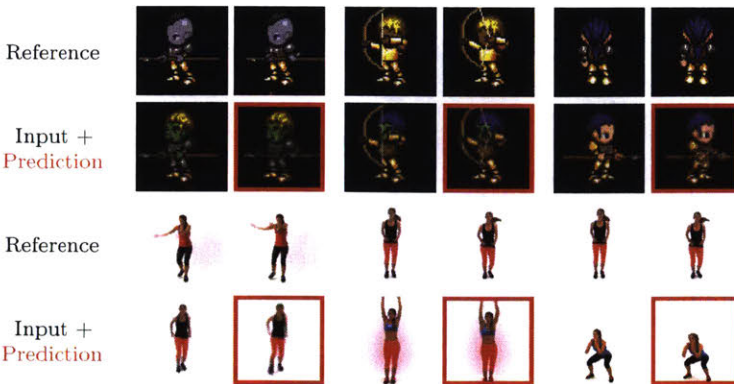 Reference
Input +
Prediction
Reference
Input +
Prediction